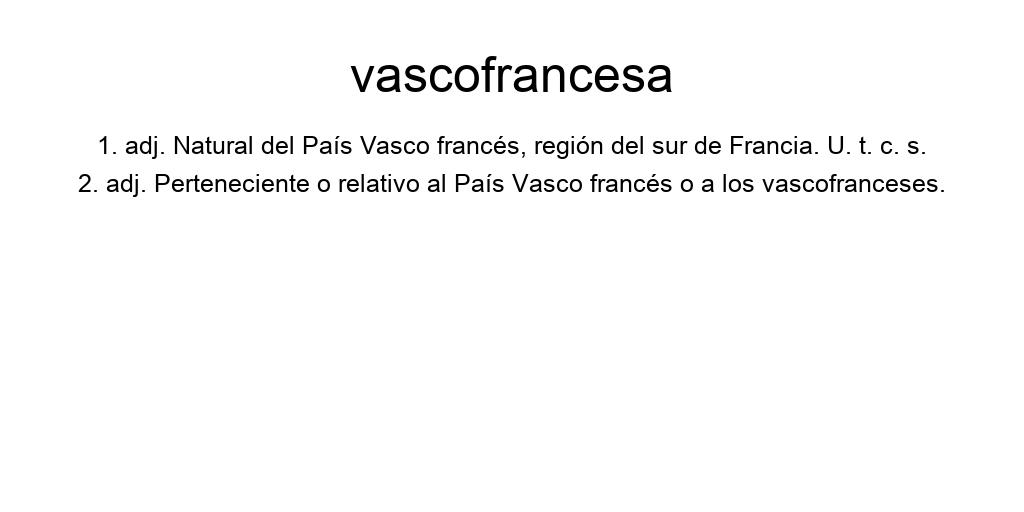 vascofrancesa
1. adj. Natural del País Vasco francés, región del sur de Francia. U. t. c. s.
2. adj. Perteneciente o relativo al País Vasco francés o a los vascofranceses.